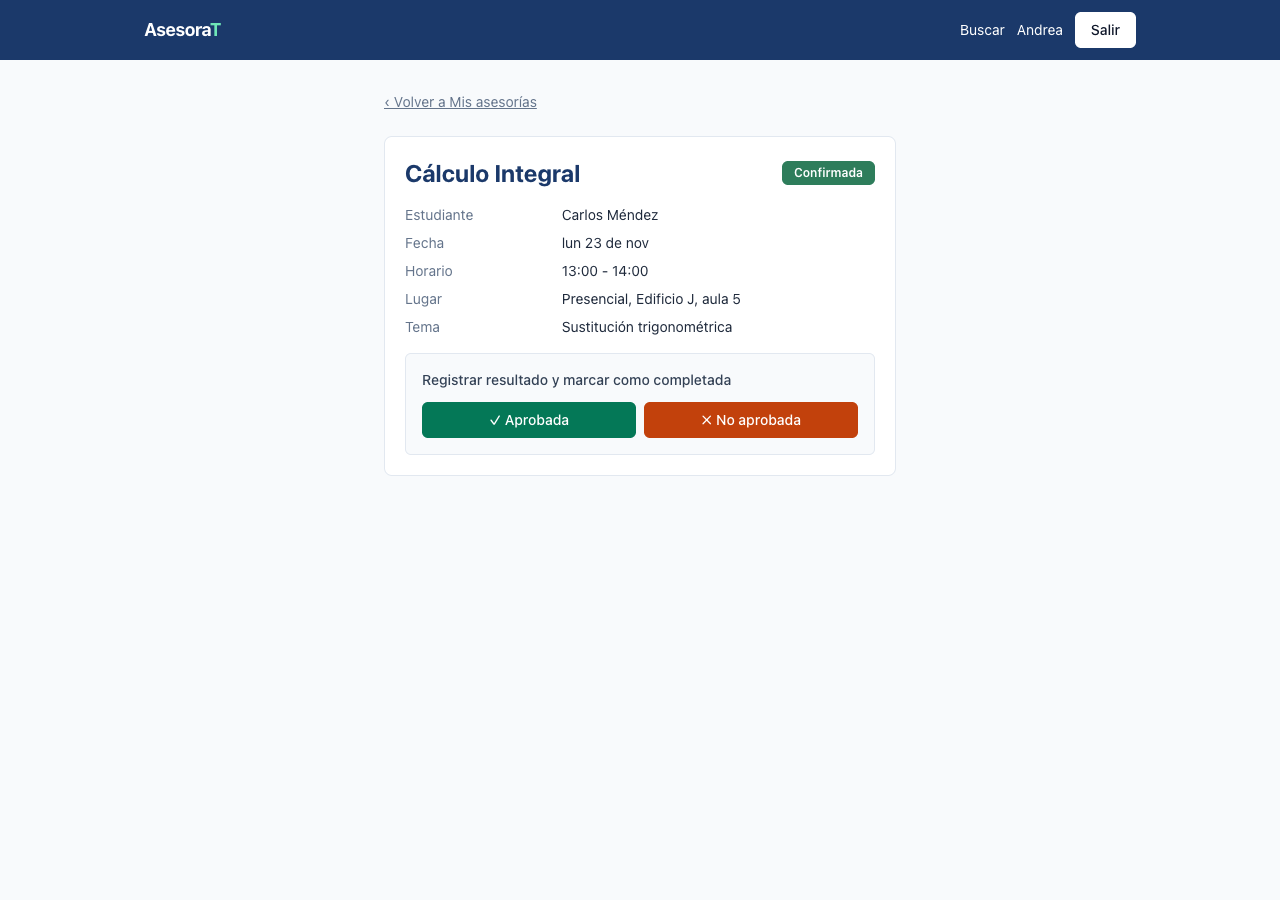 AsesoraT
Buscar Andrea Salir
‹ Volver a Mis asesorías
Cálculo Integral Confirmada
Estudiante Carlos Méndez
Fecha lun 23 de nov
Horario 13:00 - 14:00
Lugar Presencial, Edificio J, aula 5
Tema Sustitución trigonométrica
Registrar resultado y marcar como completada
✓ Aprobada ✕ No aprobada